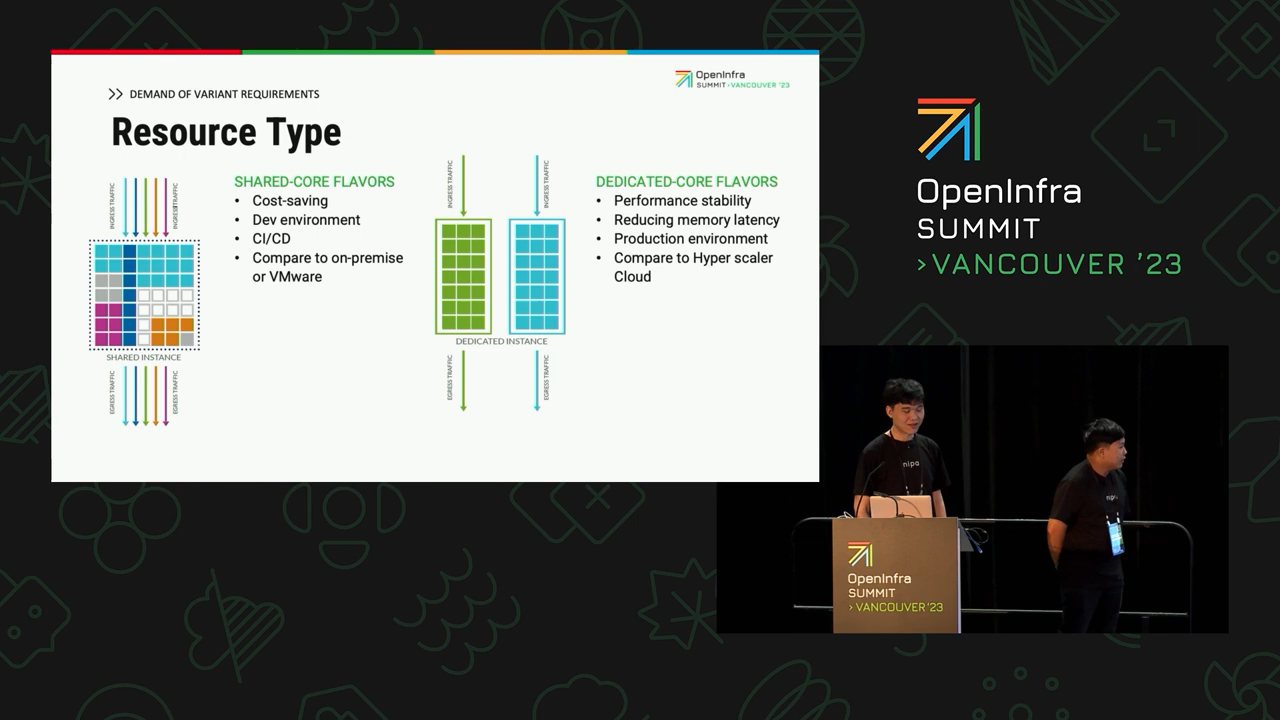 OpenInfra
SUMMIT >VANCOUVER '23
DEMAND OF VARIANT REQUIREMENTS
Resource Type
INGRESS TRAFFIC
INGRESS TRAFFIC
SHARED INSTANCE
EGRESS TRAFFIC
EGRESS TRAFFIC
SHARED-CORE FLAVORS
• Cost-saving
• Dev environment
• CI/CD
• Compare to on-premise
or VMware
INGRESS TRAFFIC
INGRESS TRAFFIC
DEDICATED INSTANCE
EGRESS TRAFFIC
EGRESS TRAFFIC
DEDICATED-CORE FLAVORS
• Performance stability
• Reducing memory latency
• Production environment
• Compare to Hyper scaler
Cloud
OpenInfra
SUMMIT
>VANCOUVER '23
nipa
OpenInfra
SUMMIT
>VANCOUVER '23